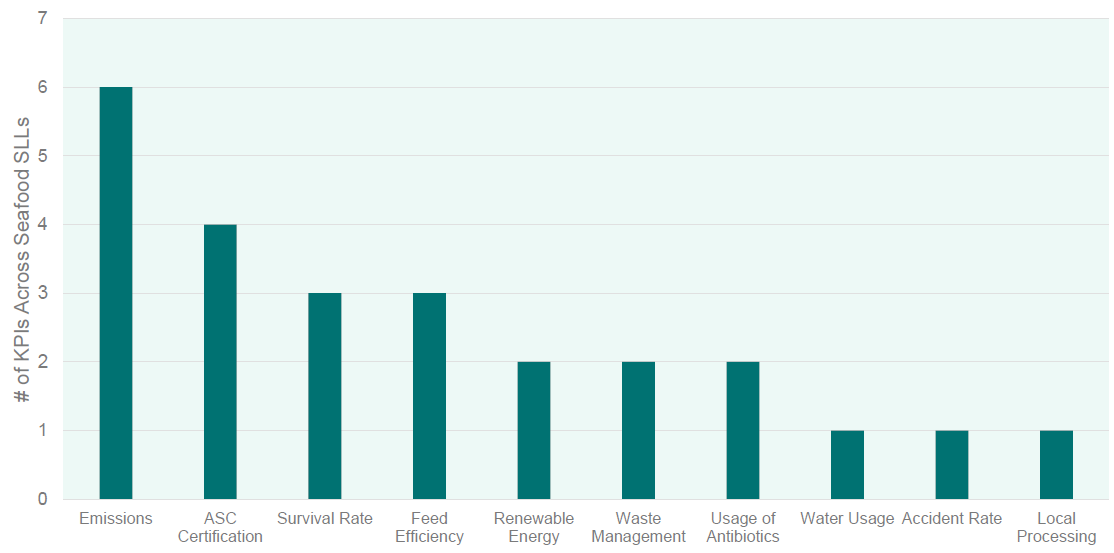 # of KPIs Across Seafood SLLs
7
6
5
4
3
2
1
0
Emissions
ASC
Certification
Survival Rate
Feed
Efficiency
Renewable
Energy
Waste
Management
Usage of
Antibiotics
Water Usage
Accident Rate
Local
Processing